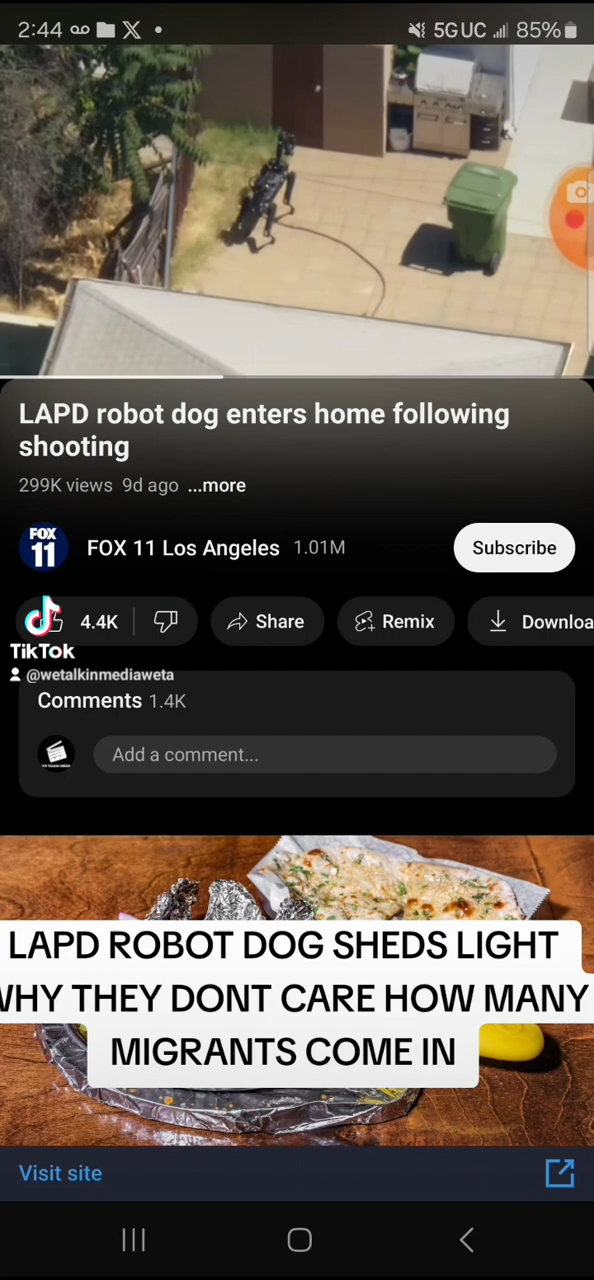 2:44
5G UC
85%
LAPD robot dog enters home following
shooting
299K views 9d ago ...more
FOX
11
FOX 11 Los Angeles 1.01M
Subscribe
4.4K
Share
Remix
Downloa
TikTok
@wetalkinmediaweta
Comments 1.4K
Add a comment...
LAPD ROBOT DOG SHEDS LIGHT
WHY THEY DONT CARE HOW MANY
MIGRANTS COME IN
Visit site